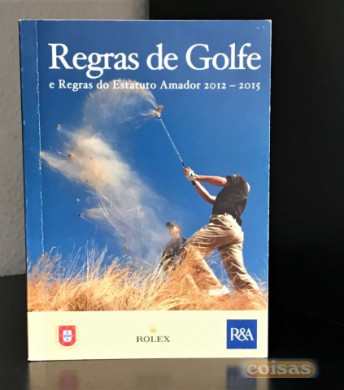 Regras de Golfe
e Regras do Estatuto Amador 2012 – 2015
ROLEX
R&A
coisas